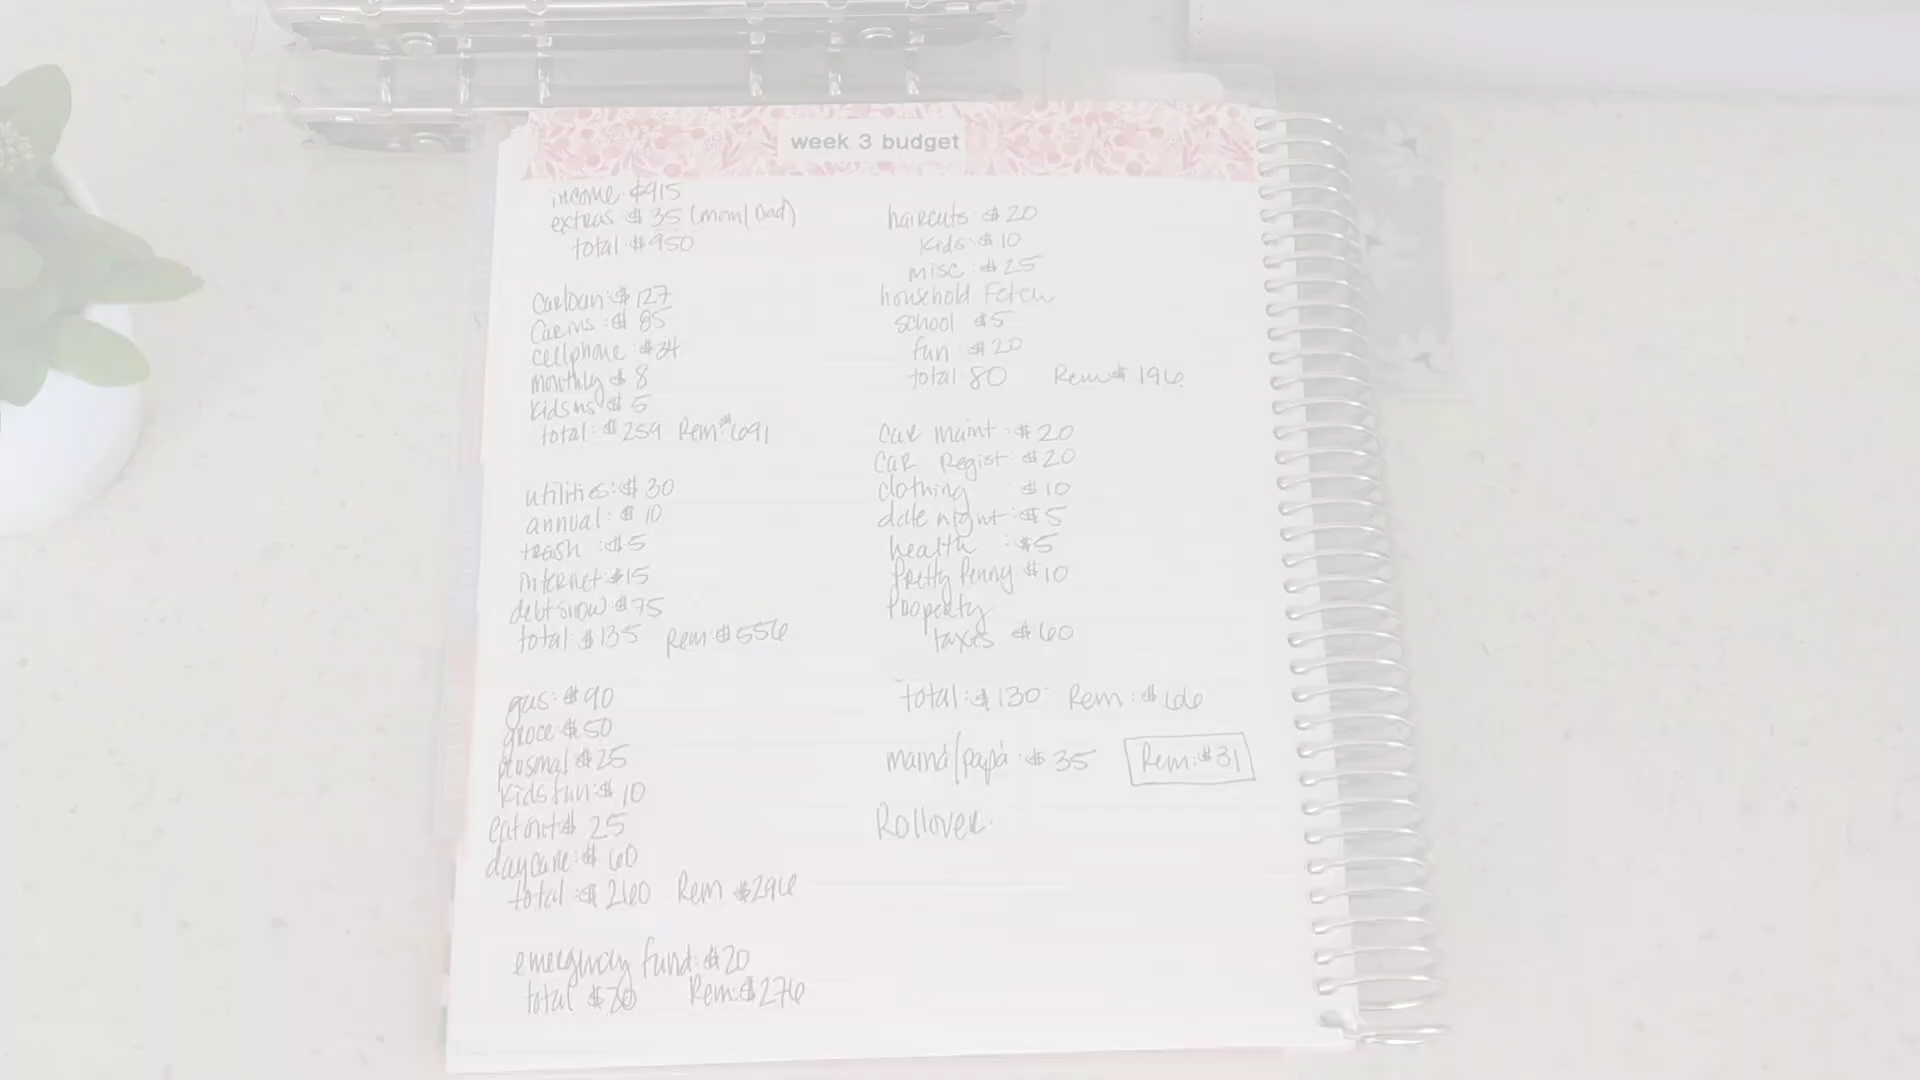 week 3 budget
income $915
extras $35 (mom/Dad)
total $950
car loan: $127
Car ins: $85
cellphone $34
monthly $8
Kids ins $5
total: $259 Rem: $691
utilities: $30
annual: $10
trash: $5
internet: $15
debt snow $75
total $135 Rem: $556
gas: $90
groce: $50
personal $25
Kids fun: $10
eat out: $25
daycare: $60
total: $260 Rem $296
emergency fund: $20
total $20 Rem: $276
haircuts $20
Kids: $10
misc: $25
household Fetch
school $5
fun $20
total 80 Rem $196
car maint: $20
Car Regist: $20
clothing $10
date night: $5
health: $5
Pretty Penny $10
Property
taxes $60
total: $130 Rem: $66
mamá/papá: $35 Rem: $31
Rollover: